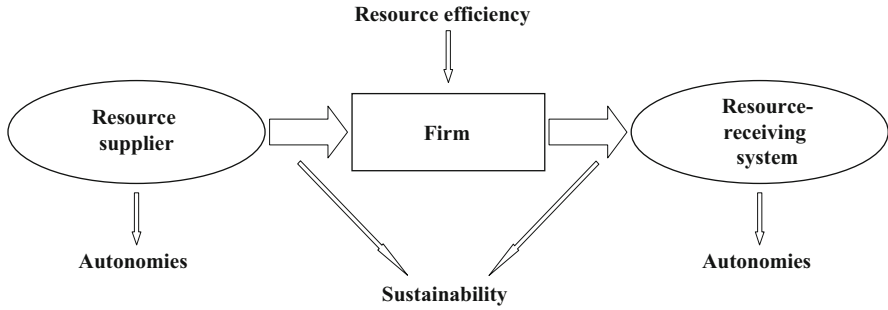 Resource efficiency
Resource
supplier
Firm
Resource-
receiving
system
Autonomies
Autonomies
Sustainability